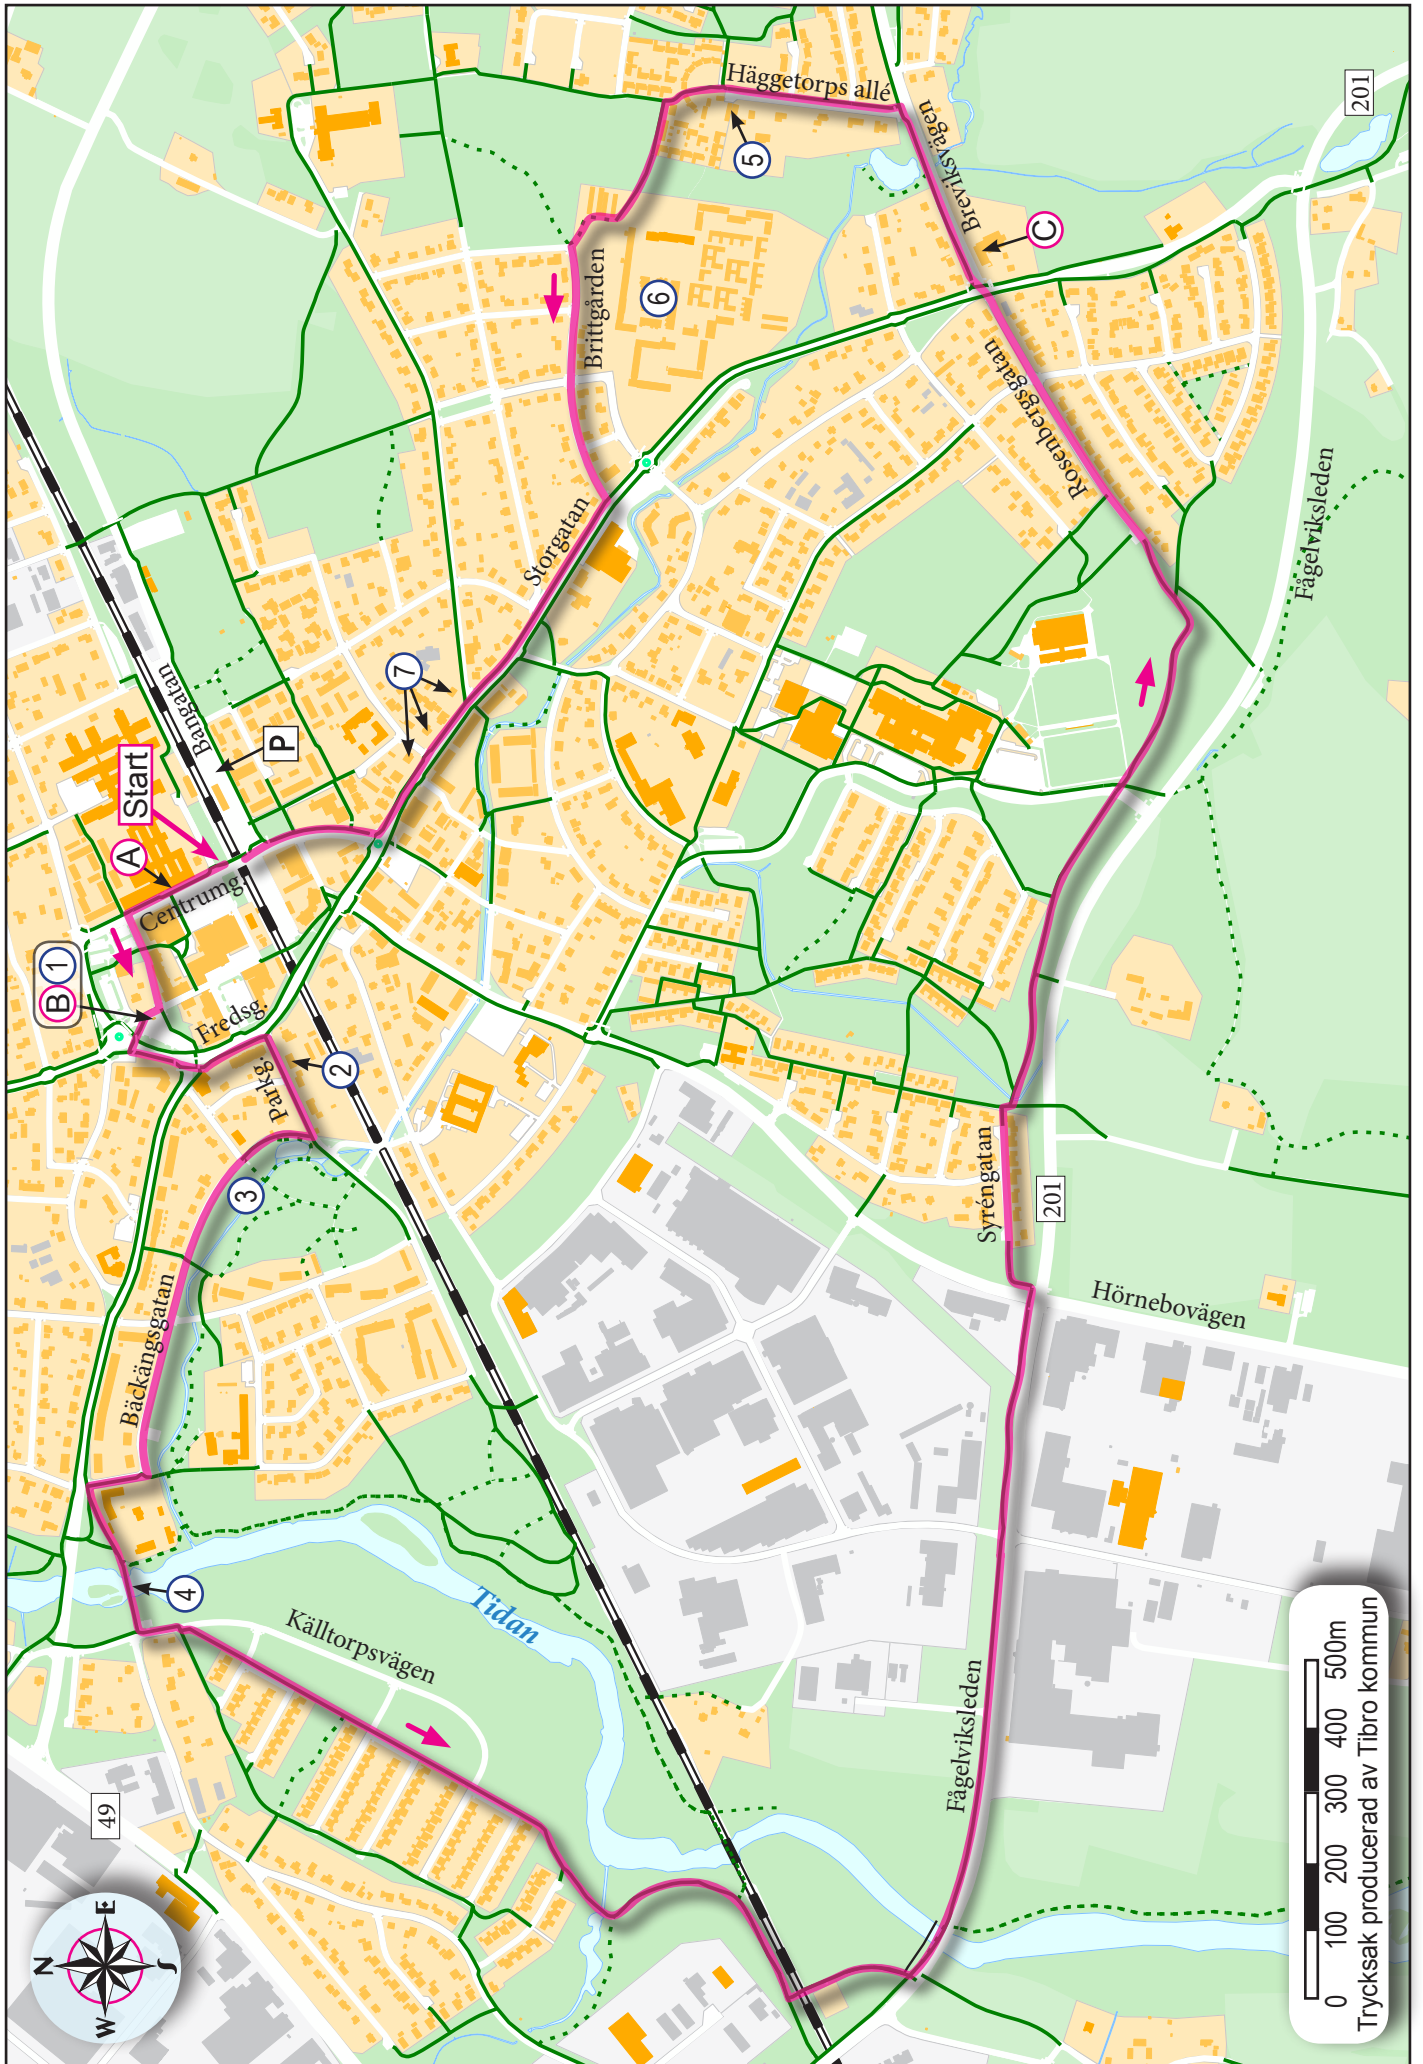 Häggetorps allé
201
5
Breviksvägen
C
6
Brittgården
Rosenbergsgatan
Storgatan
Fågelviksleden
7
Bangatan
P
Start
A
Centrumg.
B 1
Fredsg.
Parkg.
2
3
Syréngatan
201
Hörnebovägen
Bäckängsgatan
4
Källtorpsvägen
Tidan
Fågelviksleden
49
N
E
S
W
0 100 200 300 400 500m
Trycksak producerad av Tibro kommun